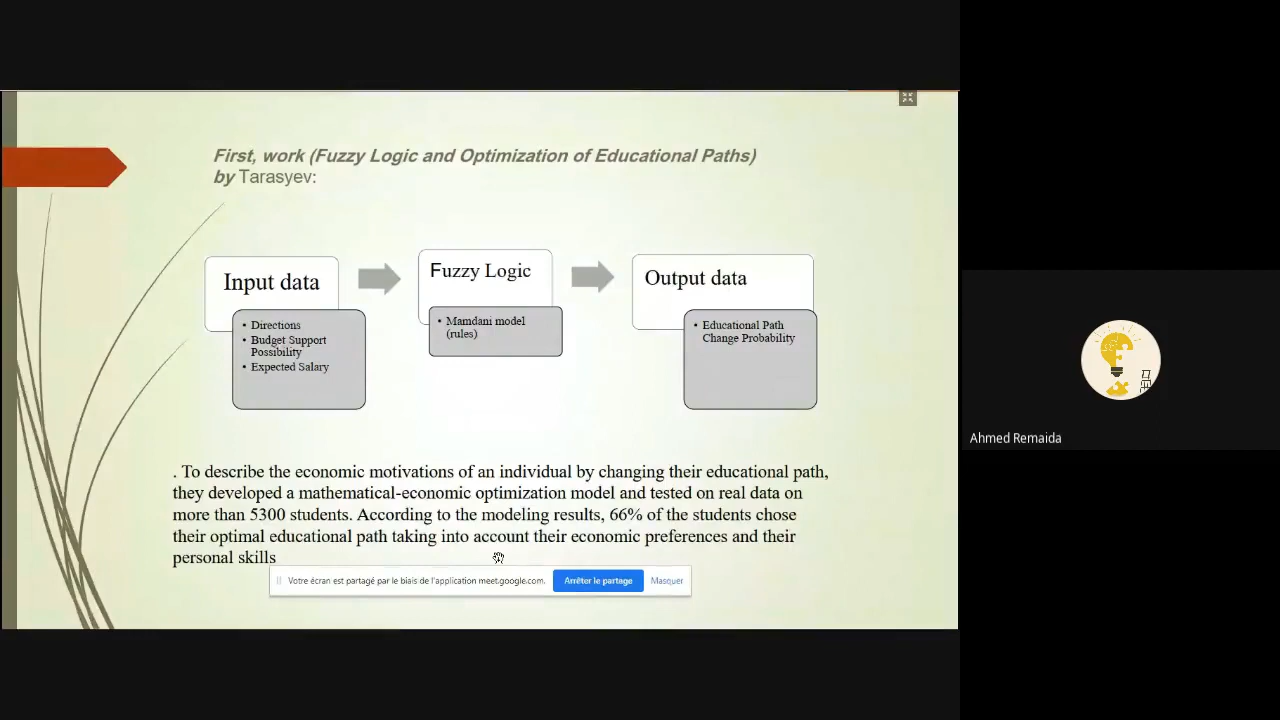 First, work (Fuzzy Logic and Optimization of Educational Paths)
by Tarasyev:
Input data
• Directions
• Budget Support
Possibility
• Expected Salary
Fuzzy Logic
• Mamdani model
(rules)
Output data
• Educational Path
Change Probability
. To describe the economic motivations of an individual by changing their educational path,
they developed a mathematical-economic optimization model and tested on real data on
more than 5300 students. According to the modeling results, 66% of the students chose
their optimal educational path taking into account their economic preferences and their
personal skills
Votre écran est partagé par le biais de l'application meet.google.com.
Arrêter le partage
Masquer
Ahmed Remaida